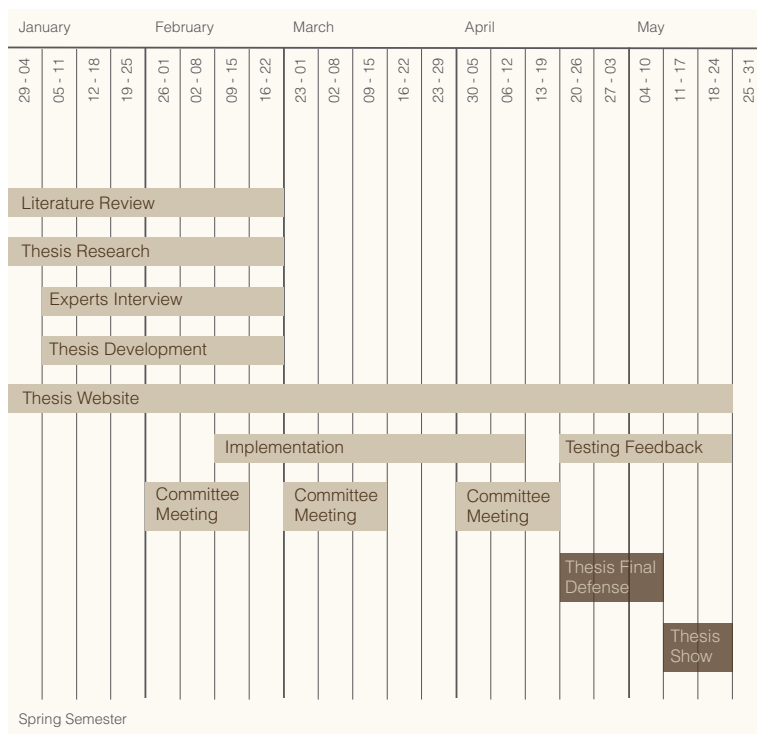 January
February
March
April
May
29 - 04
05 - 11
12 - 18
19 - 25
26 - 01
02 - 08
09 - 15
16 - 22
23 - 01
02 - 08
09 - 15
16 - 22
23 - 29
30 - 05
06 - 12
13 - 19
20 - 26
27 - 03
04 - 10
11 - 17
18 - 24
25 - 31
Literature Review
Thesis Research
Experts Interview
Thesis Development
Thesis Website
Implementation
Testing Feedback
Committee
Meeting
Committee
Meeting
Committee
Meeting
Thesis Final
Defense
Thesis
Show
Spring Semester